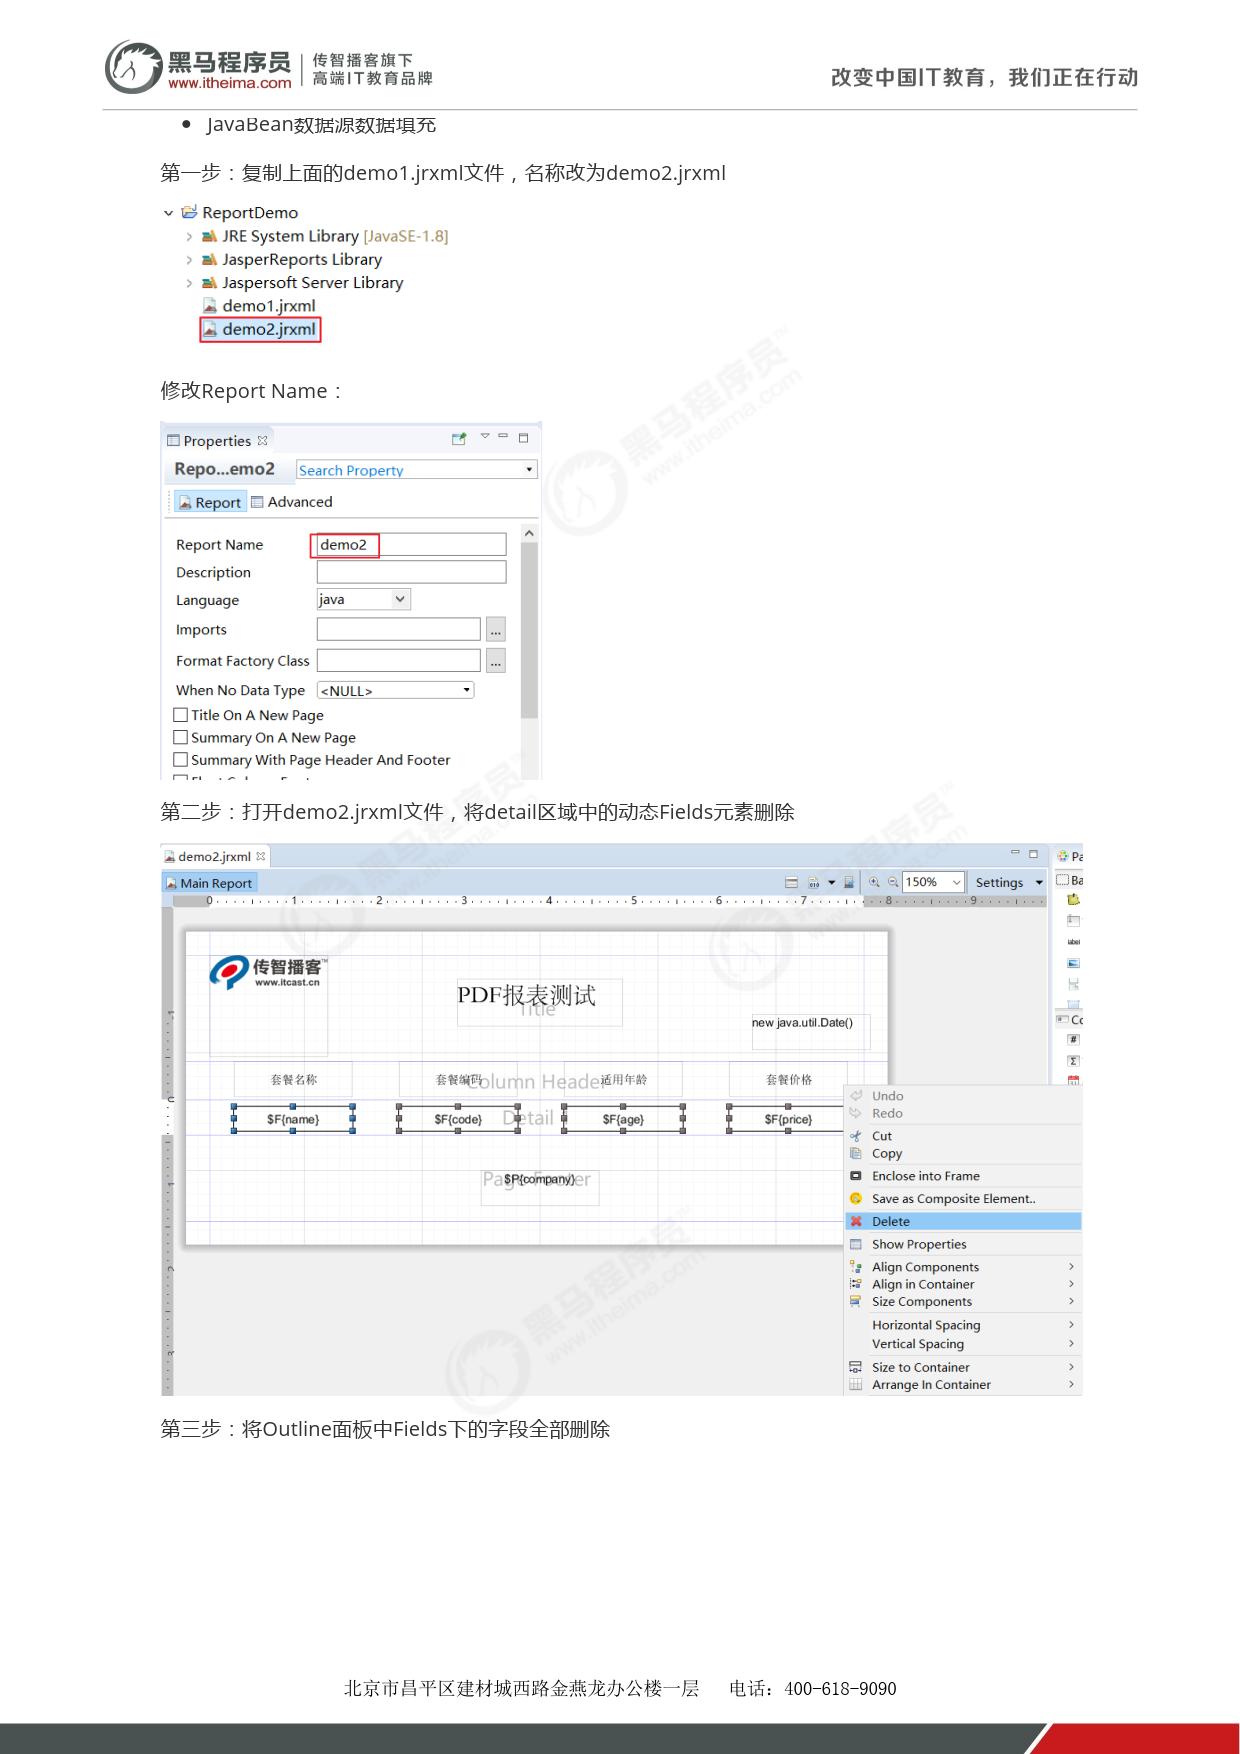 黑马程序员
www.itheima.com
传智播客旗下
高端IT教育品牌
改变中国IT教育，我们正在行动
JavaBean数据源数据填充
第一步：复制上面的demo1.jrxml文件，名称改为demo2.jrxml
ReportDemo
JRE System Library [JavaSE-1.8]
JasperReports Library
Jaspersoft Server Library
demo1.jrxml
demo2.jrxml
修改Report Name：
Properties
Repo...emo2
Search Property
Report
Advanced
Report Name
demo2
Description
Language
java
Imports
...
Format Factory Class
...
When No Data Type
<NULL>
Title On A New Page
Summary On A New Page
Summary With Page Header And Footer
第二步：打开demo2.jrxml文件，将detail区域中的动态Fields元素删除
demo2.jrxml
Pa
Main Report
150%
Settings
Ba
0 1 2 3 4 5 6 7 8 9
label
传智播客
www.itcast.cn
PDF报表测试
Title
new java.util.Date()
Co
套餐名称
套餐编码
Column Header
适用年龄
套餐价格
$F{name}
$F{code}
Detail
$F{age}
$F{price}
Page Footer
$P{company}
Undo
Redo
Cut
Copy
Enclose into Frame
Save as Composite Element..
Delete
Show Properties
Align Components
Align in Container
Size Components
Horizontal Spacing
Vertical Spacing
Size to Container
Arrange In Container
第三步：将Outline面板中Fields下的字段全部删除
北京市昌平区建材城西路金燕龙办公楼一层 电话：400-618-9090